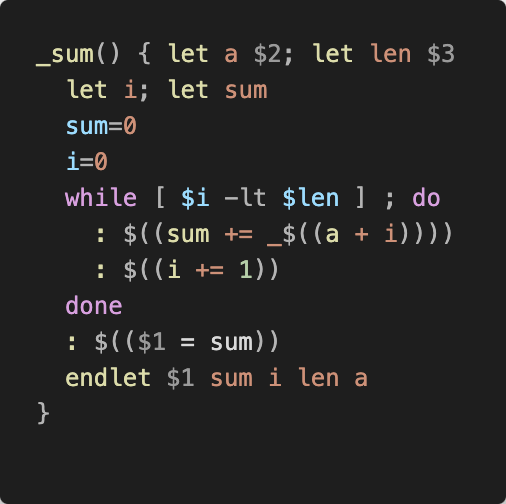 _sum() { let a $2; let len $3
  let i; let sum
  sum=0
  i=0
  while [ $i -lt $len ] ; do
    : $((sum += _$((a + i))))
    : $((i += 1))
  done
  : $(($1 = sum))
  endlet $1 sum i len a
}